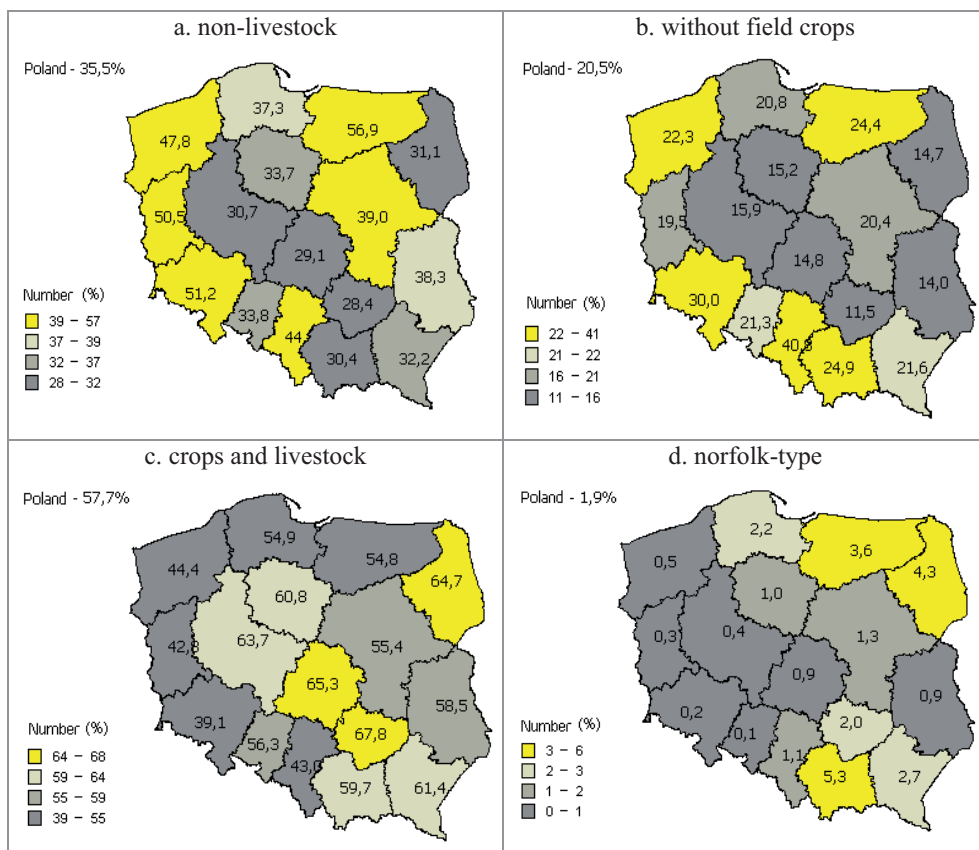 a. non-livestock
Poland - 35,5%
37,3
56,9
47,8
31,1
33,7
50,5
30,7
39,0
29,1
38,3
51,2
28,4
33,8
44
30,4
32,2
Number (%)
39 – 57
37 – 39
32 – 37
28 – 32
b. without field crops
Poland - 20,5%
20,8
24,4
22,3
14,7
15,2
19,5
15,9
20,4
14,8
14,0
30,0
11,5
21,3
40,8
24,9
21,6
Number (%)
22 – 41
21 – 22
16 – 21
11 – 16
c. crops and livestock
Poland - 57,7%
54,9
54,8
44,4
64,7
60,8
42,8
63,7
55,4
65,3
58,5
39,1
67,8
56,3
43,0
59,7
61,4
Number (%)
64 – 68
59 – 64
55 – 59
39 – 55
d. norfolk-type
Poland - 1,9%
2,2
3,6
0,5
4,3
1,0
0,3
0,4
1,3
0,9
0,9
0,2
2,0
0,1
1,1
5,3
2,7
Number (%)
3 – 6
2 – 3
1 – 2
0 – 1